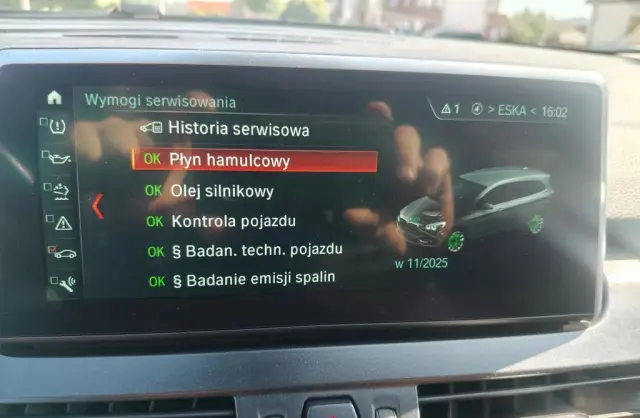 Wymogi serwisowania
1 > ESKA < 16:02
Historia serwisowa
OK Płyn hamulcowy
OK Olej silnikowy
OK Kontrola pojazdu
OK § Badan. techn. pojazdu
OK § Badanie emisji spalin
w 11/2025